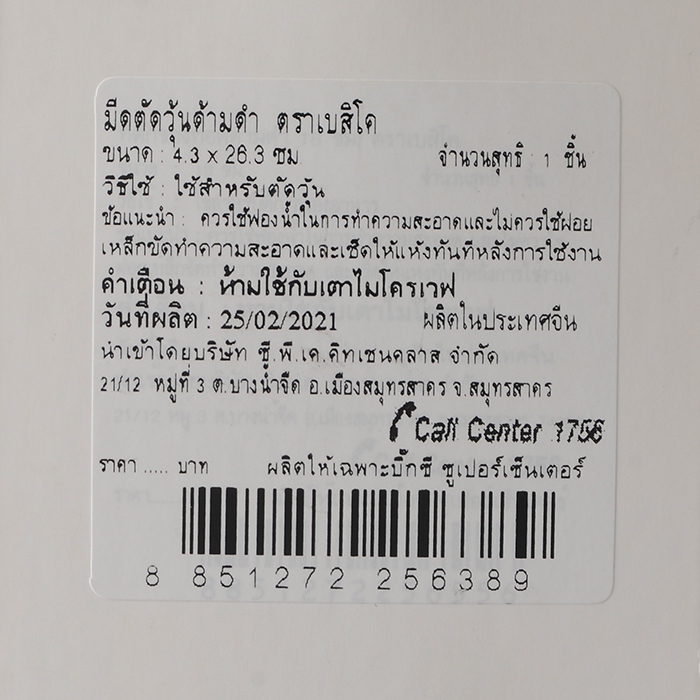 มีดตัดวุ้นด้ามดำ ตราเบสิโค
ขนาด : 4.3 x 26.3 ซม จำนวนสุทธิ : 1 ชิ้น
วิธีใช้ : ใช้สำหรับตัดวุ้น
ข้อแนะนำ : ควรใช้ฟองน้ำในการทำความสะอาดและไม่ควรใช้ฝอย
เหล็กขัดทำความสะอาดและเช็ดให้แห้งทันทีหลังการใช้งาน
คำเตือน : ห้ามใช้กับเตาไมโครเวฟ
วันที่ผลิต : 25/02/2021 ผลิตในประเทศจีน
นำเข้าโดยบริษัท ซี.พี.เค.คิทเชนคลาส จำกัด
21/12 หมู่ที่ 3 ต.บางน้ำจืด อ.เมืองสมุทรสาคร จ.สมุทรสาคร
Call Center 1756
ราคา ..... บาท ผลิตให้เฉพาะบิ๊กซี ซูเปอร์เซ็นเตอร์
8 851272 256389